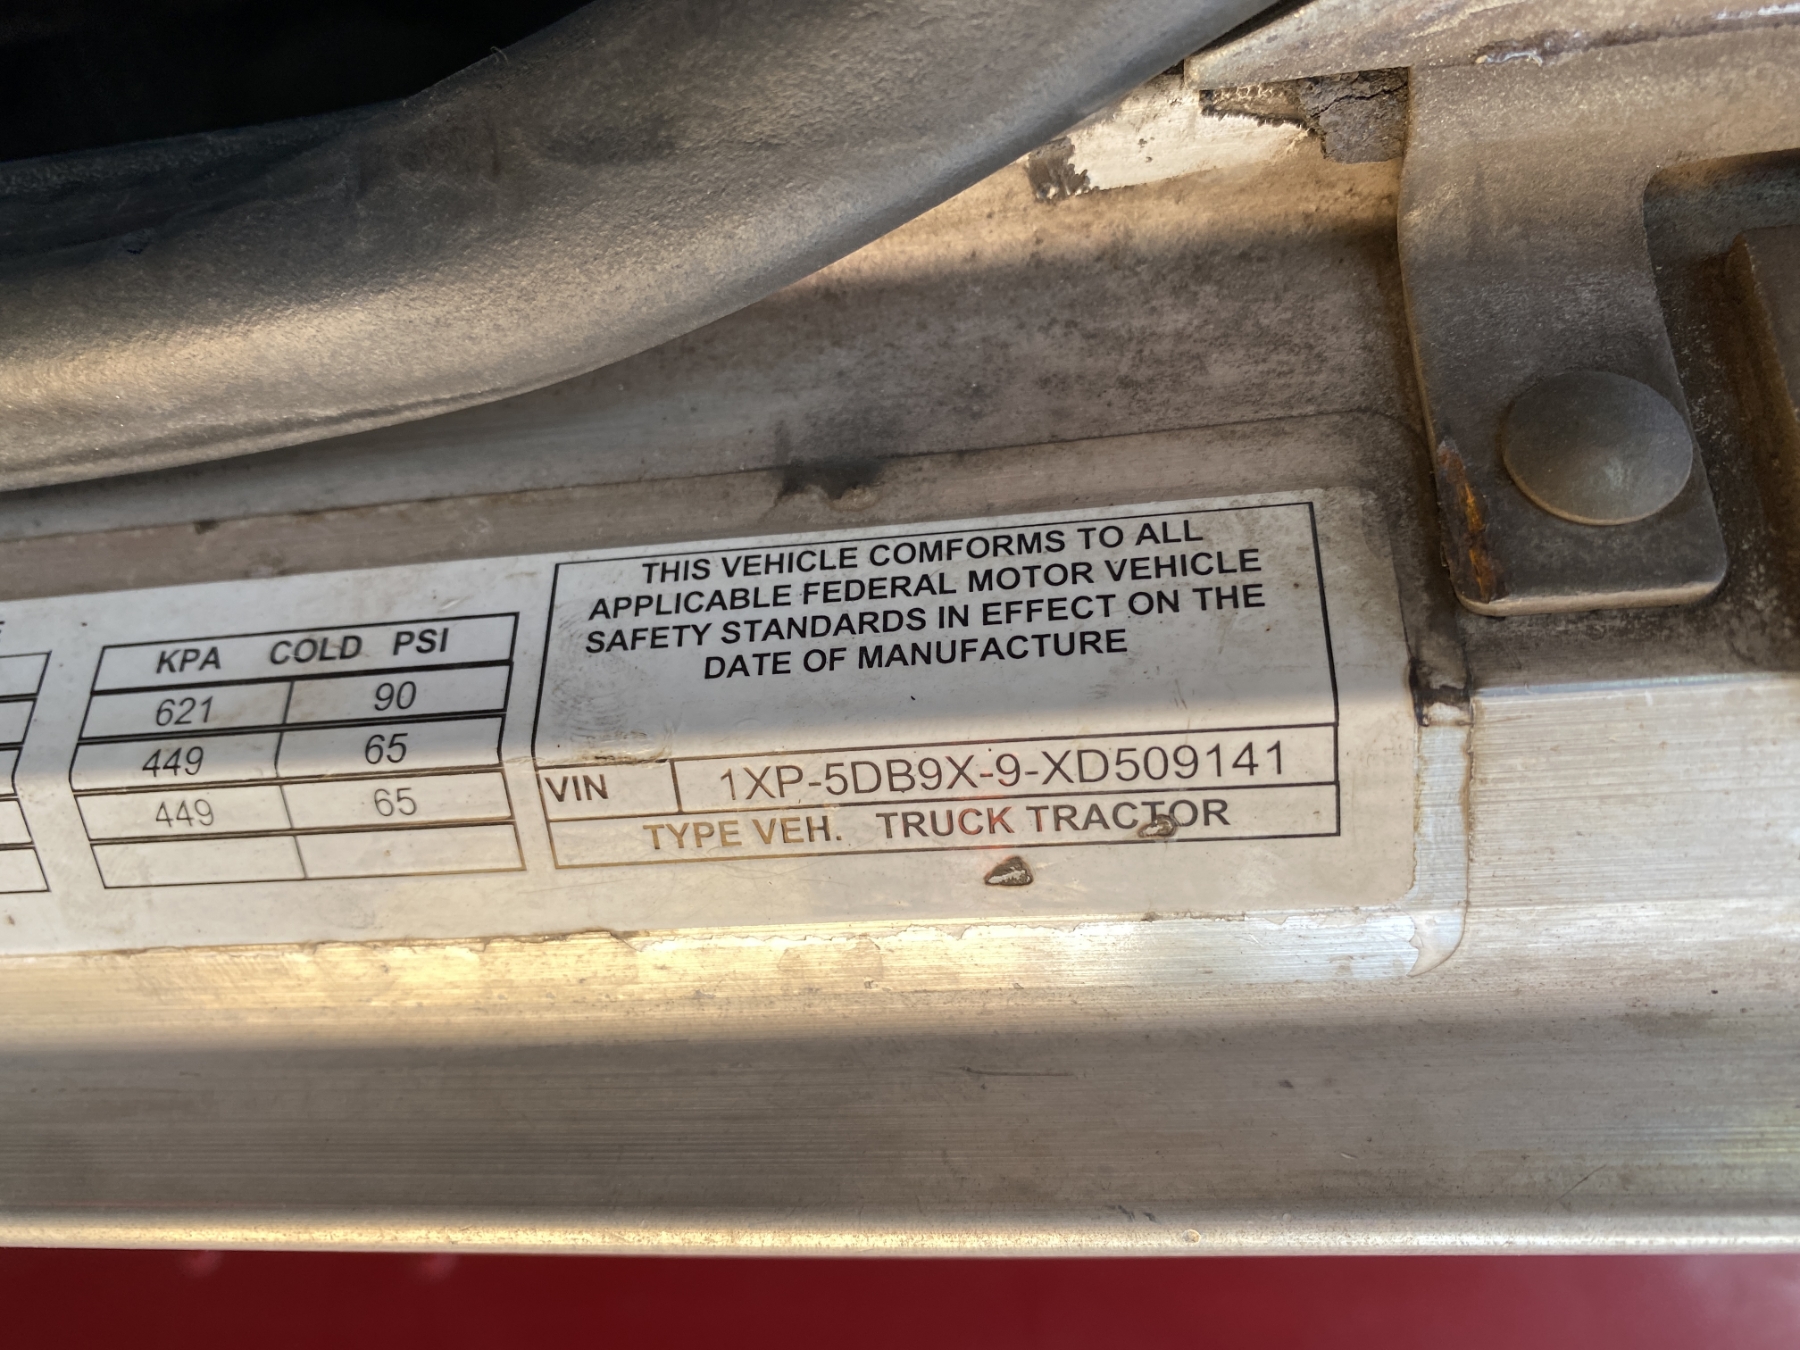 THIS VEHICLE COMFORMS TO ALL
APPLICABLE FEDERAL MOTOR VEHICLE
SAFETY STANDARDS IN EFFECT ON THE
DATE OF MANUFACTURE
KPA COLD PSI
621 90
449 65
449 65
VIN 1XP-5DB9X-9-XD509141
TYPE VEH. TRUCK TRACTOR